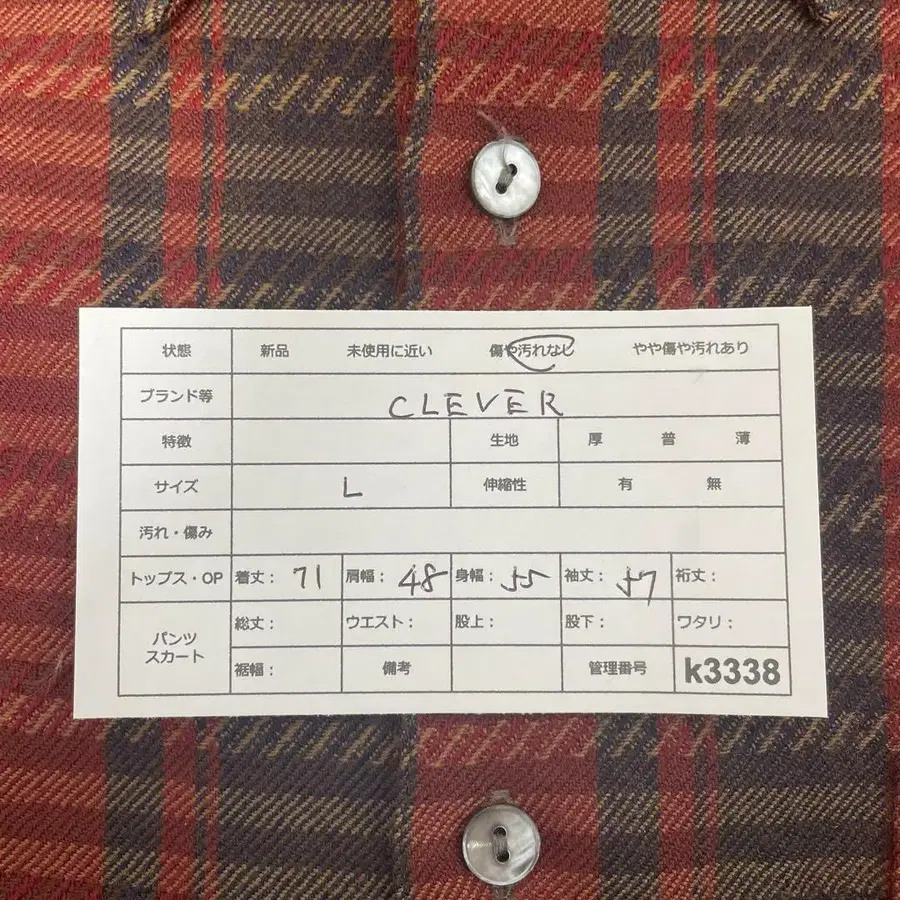 状態 新品 未使用に近い 傷や汚れなし やや傷や汚れあり
ブランド等 CLEVER
特徴 生地 厚 普 薄
サイズ L 伸縮性 有 無
汚れ・傷み
トップス・OP 着丈: 71 肩幅: 48 身幅: 55 袖丈: 57 裄丈:
パンツ スカート 総丈: ウエスト: 股上: 股下: ワタリ:
裾幅: 備考 管理番号 k3338